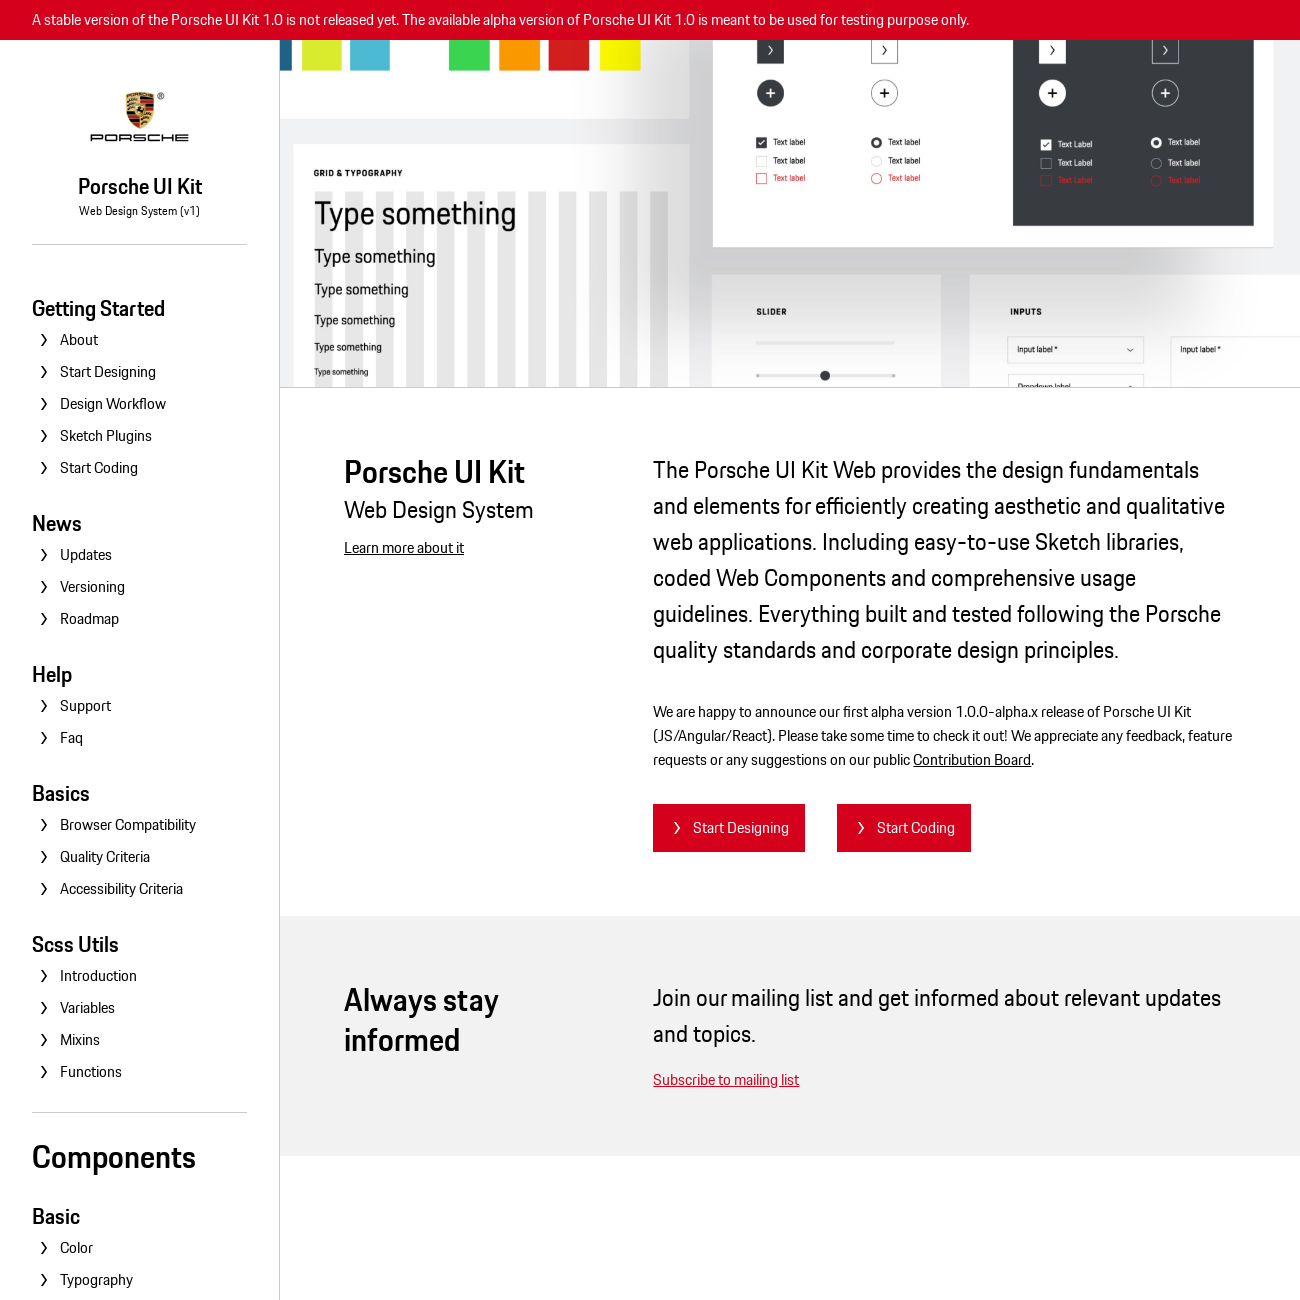 A stable version of the Porsche UI Kit 1.0 is not released yet. The available alpha version of Porsche UI Kit 1.0 is meant to be used for testing purpose only.
PORSCHE
®
Porsche UI Kit
Web Design System (v1)
Getting Started
About
Start Designing
Design Workflow
Sketch Plugins
Start Coding
News
Updates
Versioning
Roadmap
Help
Support
Faq
Basics
Browser Compatibility
Quality Criteria
Accessibility Criteria
Scss Utils
Introduction
Variables
Mixins
Functions
Components
Basic
Color
Typography
GRID & TYPOGRAPHY
Type something
Type something
Type something
Type something
Type something
Type something
Text label Text label
Text label Text label
Text label Text label
Text Label Text label
Text Label Text label
Text Label Text label
SLIDER
INPUTS
Input label * Input label *
Dropdown label
Porsche UI Kit
Web Design System
Learn more about it
The Porsche UI Kit Web provides the design fundamentals
and elements for efficiently creating aesthetic and qualitative
web applications. Including easy-to-use Sketch libraries,
coded Web Components and comprehensive usage
guidelines. Everything built and tested following the Porsche
quality standards and corporate design principles.
We are happy to announce our first alpha version 1.0.0-alpha.x release of Porsche UI Kit
(JS/Angular/React). Please take some time to check it out! We appreciate any feedback, feature
requests or any suggestions on our public Contribution Board.
Start Designing
Start Coding
Always stay
informed
Join our mailing list and get informed about relevant updates
and topics.
Subscribe to mailing list